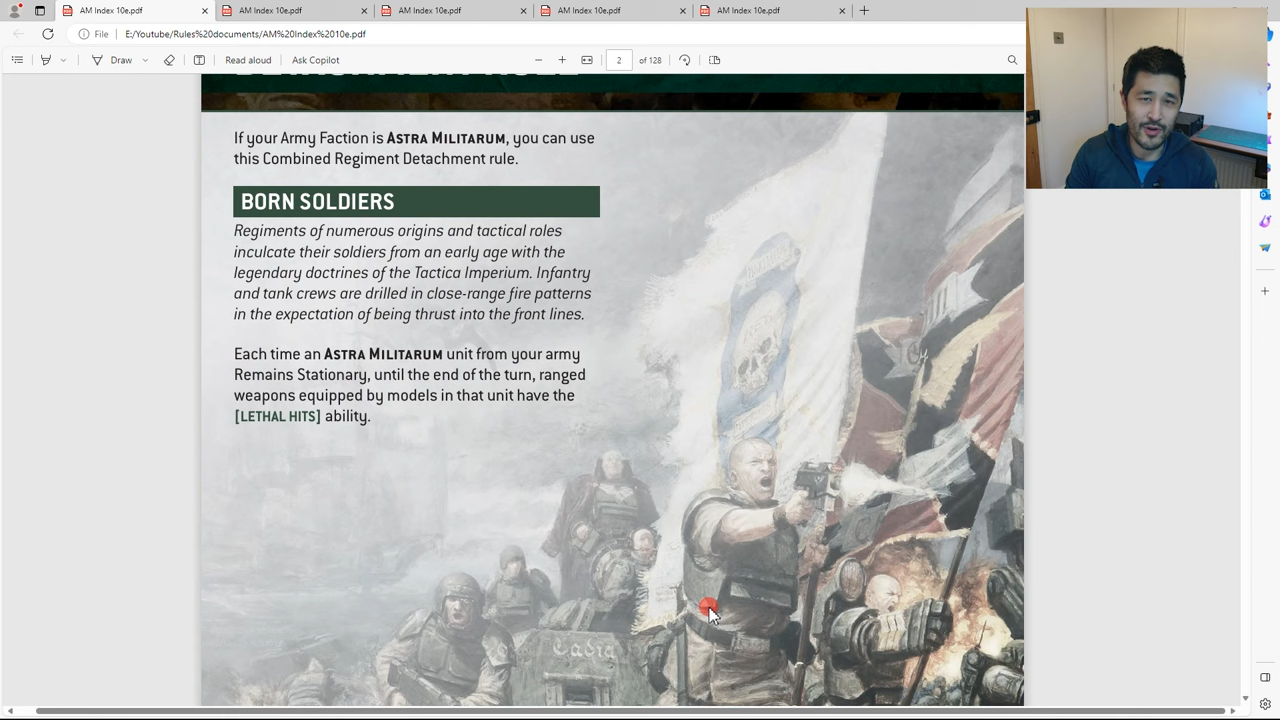 AM Index 10e.pdf
AM Index 10e.pdf
AM Index 10e.pdf
AM Index 10e.pdf
AM Index 10e.pdf
File
E:/Youtube/Rules%20documents/AM%20Index%2010e.pdf
Draw
Read aloud
Ask Copilot
2
of 128
If your Army Faction is ASTRA MILITARUM, you can use
this Combined Regiment Detachment rule.
BORN SOLDIERS
Regiments of numerous origins and tactical roles
inculcate their soldiers from an early age with the
legendary doctrines of the Tactica Imperium. Infantry
and tank crews are drilled in close-range fire patterns
in the expectation of being thrust into the front lines.
Each time an ASTRA MILITARUM unit from your army
Remains Stationary, until the end of the turn, ranged
weapons equipped by models in that unit have the
[LETHAL HITS] ability.
Cadia